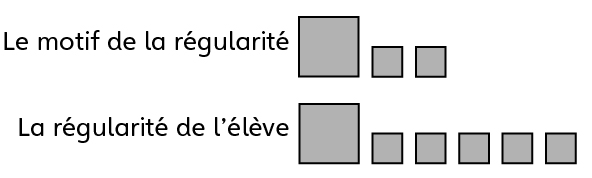 Le motif de la régularité
La régularité de l’élève